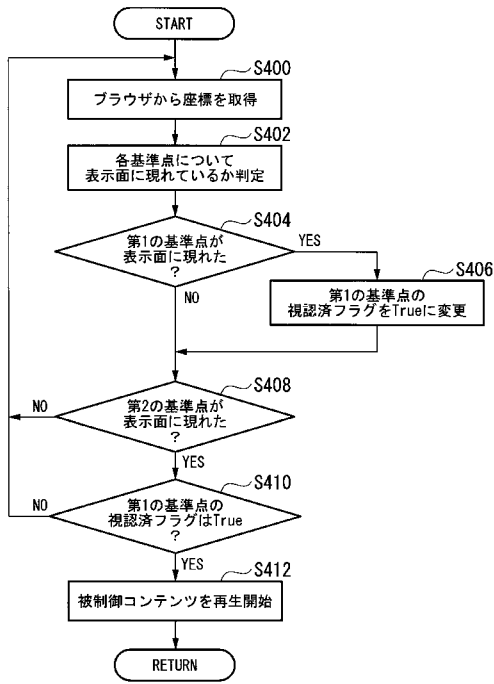 START
S400
ブラウザから座標を取得
S402
各基準点について
表示面に現れているか判定
S404
第1の基準点が
表示面に現れた
?
YES
NO
S406
第1の基準点の
視認済フラグをTrueに変更
S408
第2の基準点が
表示面に現れた
?
NO
YES
S410
第1の基準点の
視認済フラグはTrue
?
NO
YES
S412
被制御コンテンツを再生開始
RETURN